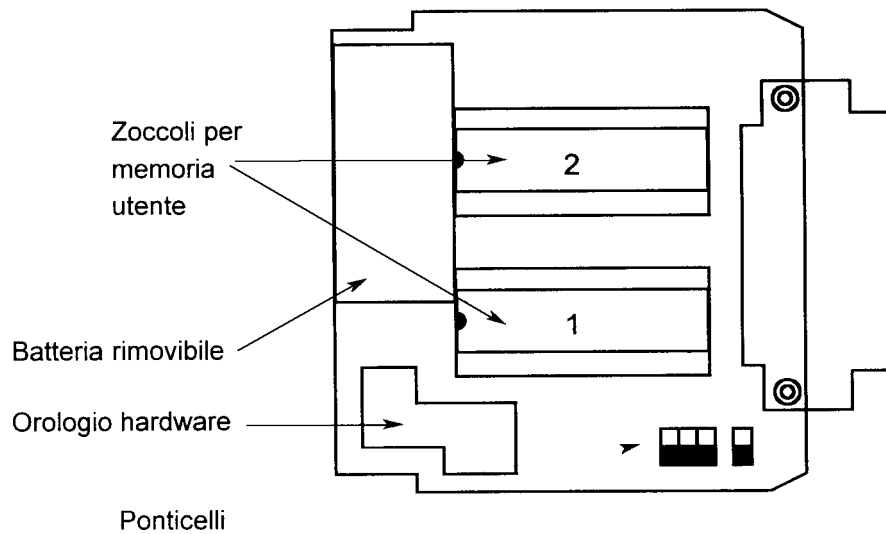 Zoccoli per
memoria
utente
2
1
Batteria rimovibile
Orologio hardware
Ponticelli